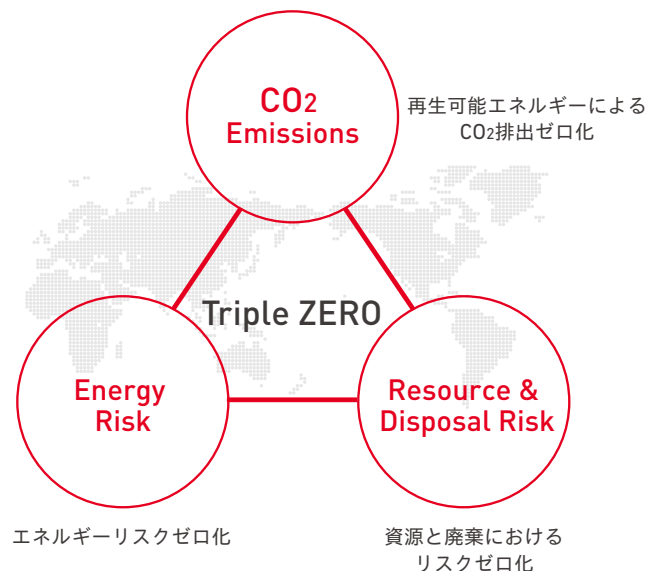 CO2
Emissions
再生可能エネルギーによる
CO2排出ゼロ化
Triple ZERO
Energy
Risk
Resource &
Disposal Risk
エネルギーリスクゼロ化
資源と廃棄における
リスクゼロ化